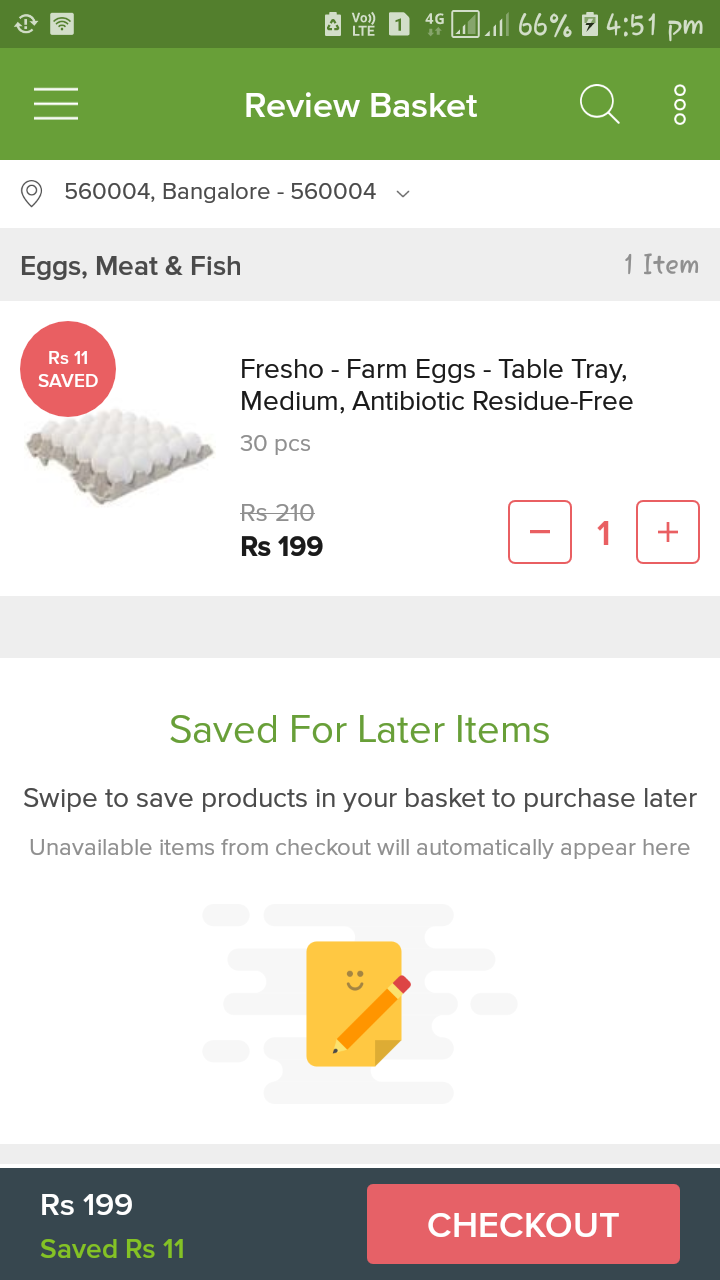 Vo)) LTE 1 4G 66% 4:51 pm
Review Basket
560004, Bangalore - 560004
Eggs, Meat & Fish 1 Item
Rs 11
SAVED
Fresho - Farm Eggs - Table Tray,
Medium, Antibiotic Residue-Free
30 pcs
Rs 210
Rs 199
1
Saved For Later Items
Swipe to save products in your basket to purchase later
Unavailable items from checkout will automatically appear here
Rs 199
Saved Rs 11
CHECKOUT